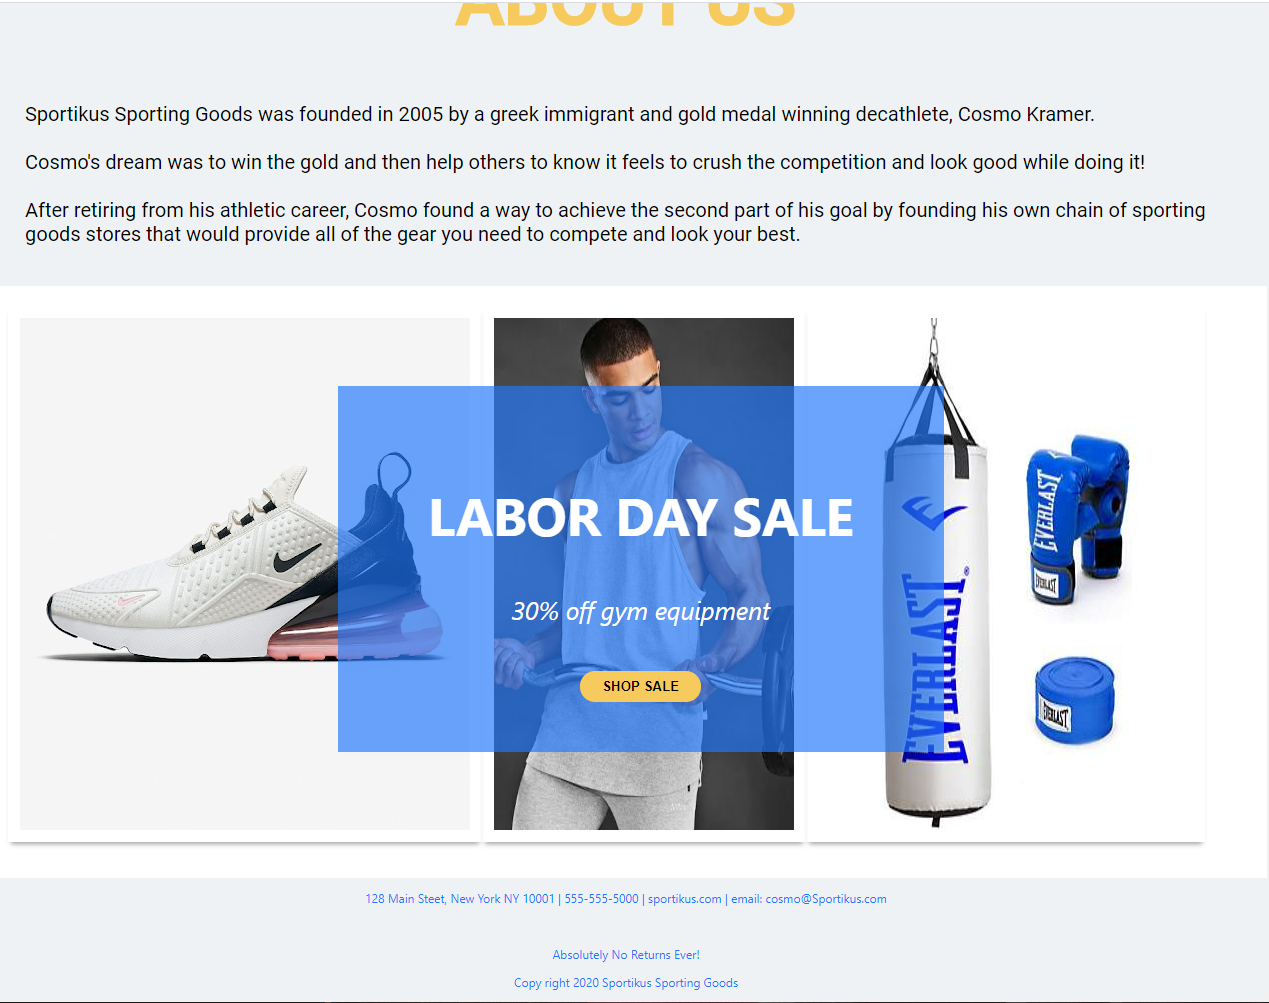 ABOUT US
Sportikus Sporting Goods was founded in 2005 by a greek immigrant and gold medal winning decathlete, Cosmo Kramer.
Cosmo's dream was to win the gold and then help others to know it feels to crush the competition and look good while doing it!
After retiring from his athletic career, Cosmo found a way to achieve the second part of his goal by founding his own chain of sporting
goods stores that would provide all of the gear you need to compete and look your best.
LABOR DAY SALE
30% off gym equipment
SHOP SALE
EVERLAST
EVERLAST
EVERLAST
EVERLAST
128 Main Steet, New York NY 10001 | 555-555-5000 | sportikus.com | email: cosmo@Sportikus.com
Absolutely No Returns Ever!
Copy right 2020 Sportikus Sporting Goods